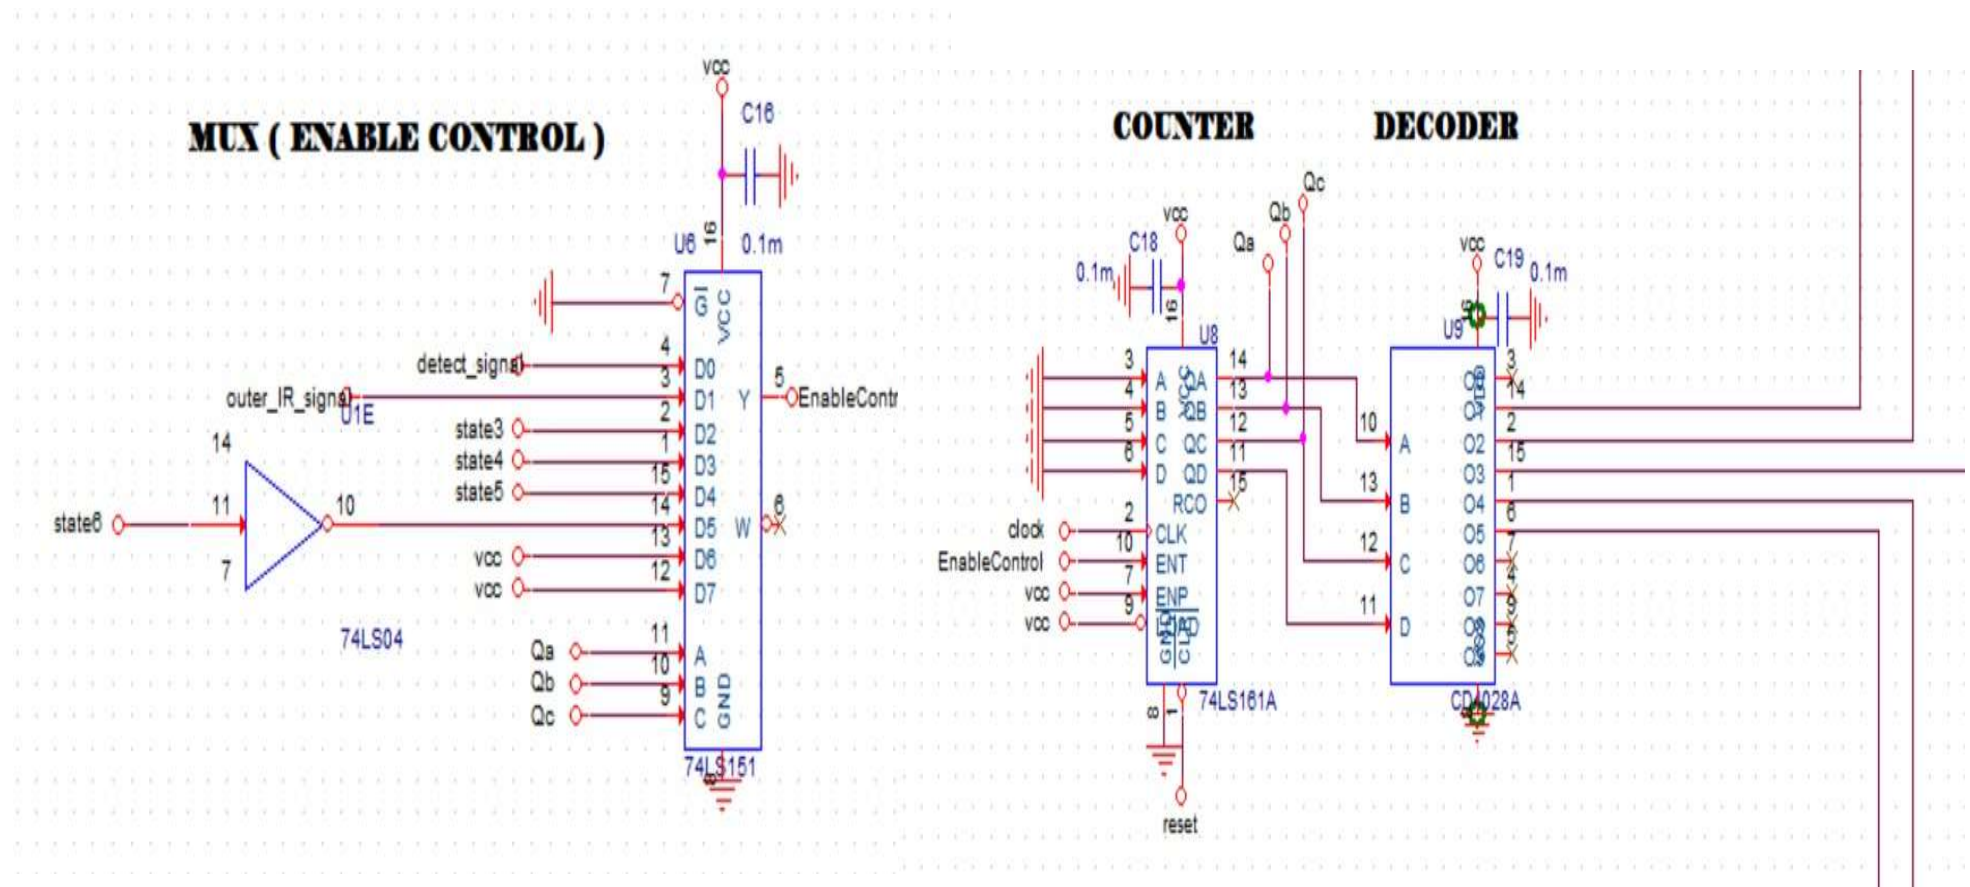 MUX ( ENABLE CONTROL )
vcc
C16
0.1m
U6
16
7
G
VCC
detect_signal
4
D0
outer_IR_signal
3
D1
Y
5
EnableContr
U1E
state3
2
D2
state4
1
D3
state5
15
D4
14
state6
11
10
14
D5
W
6
7
vcc
13
D6
vcc
12
D7
74LS04
Qa
11
A
Qb
10
B
Qc
9
C
GND
74LS151
8
COUNTER
DECODER
Qc
Qb
Qa
vcc
C18
0.1m
16
U8
3
A
QA
14
4
B
QB
13
5
C
QC
12
6
D
QD
11
RCO
15
clock
2
CLK
EnableControl
10
ENT
vcc
7
ENP
vcc
9
GND
8
1
74LS161A
reset
vcc
C19
0.1m
16
U9
3
14
10
A
O2
2
O3
15
13
B
O4
1
O5
6
12
C
O6
7
O7
4
11
D
9
5
CD4028A